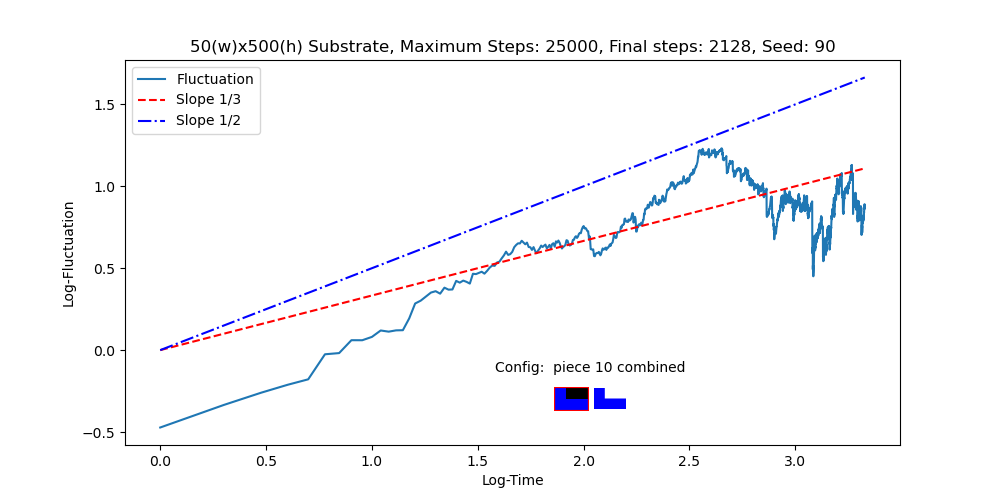 50(w)x500(h) Substrate, Maximum Steps: 25000, Final steps: 2128, Seed: 90
Fluctuation
Slope 1/3
Slope 1/2
1.5
1.0
0.5
0.0
−0.5
Log-Fluctuation
Config:  piece 10 combined
0.0 0.5 1.0 1.5 2.0 2.5 3.0
Log-Time